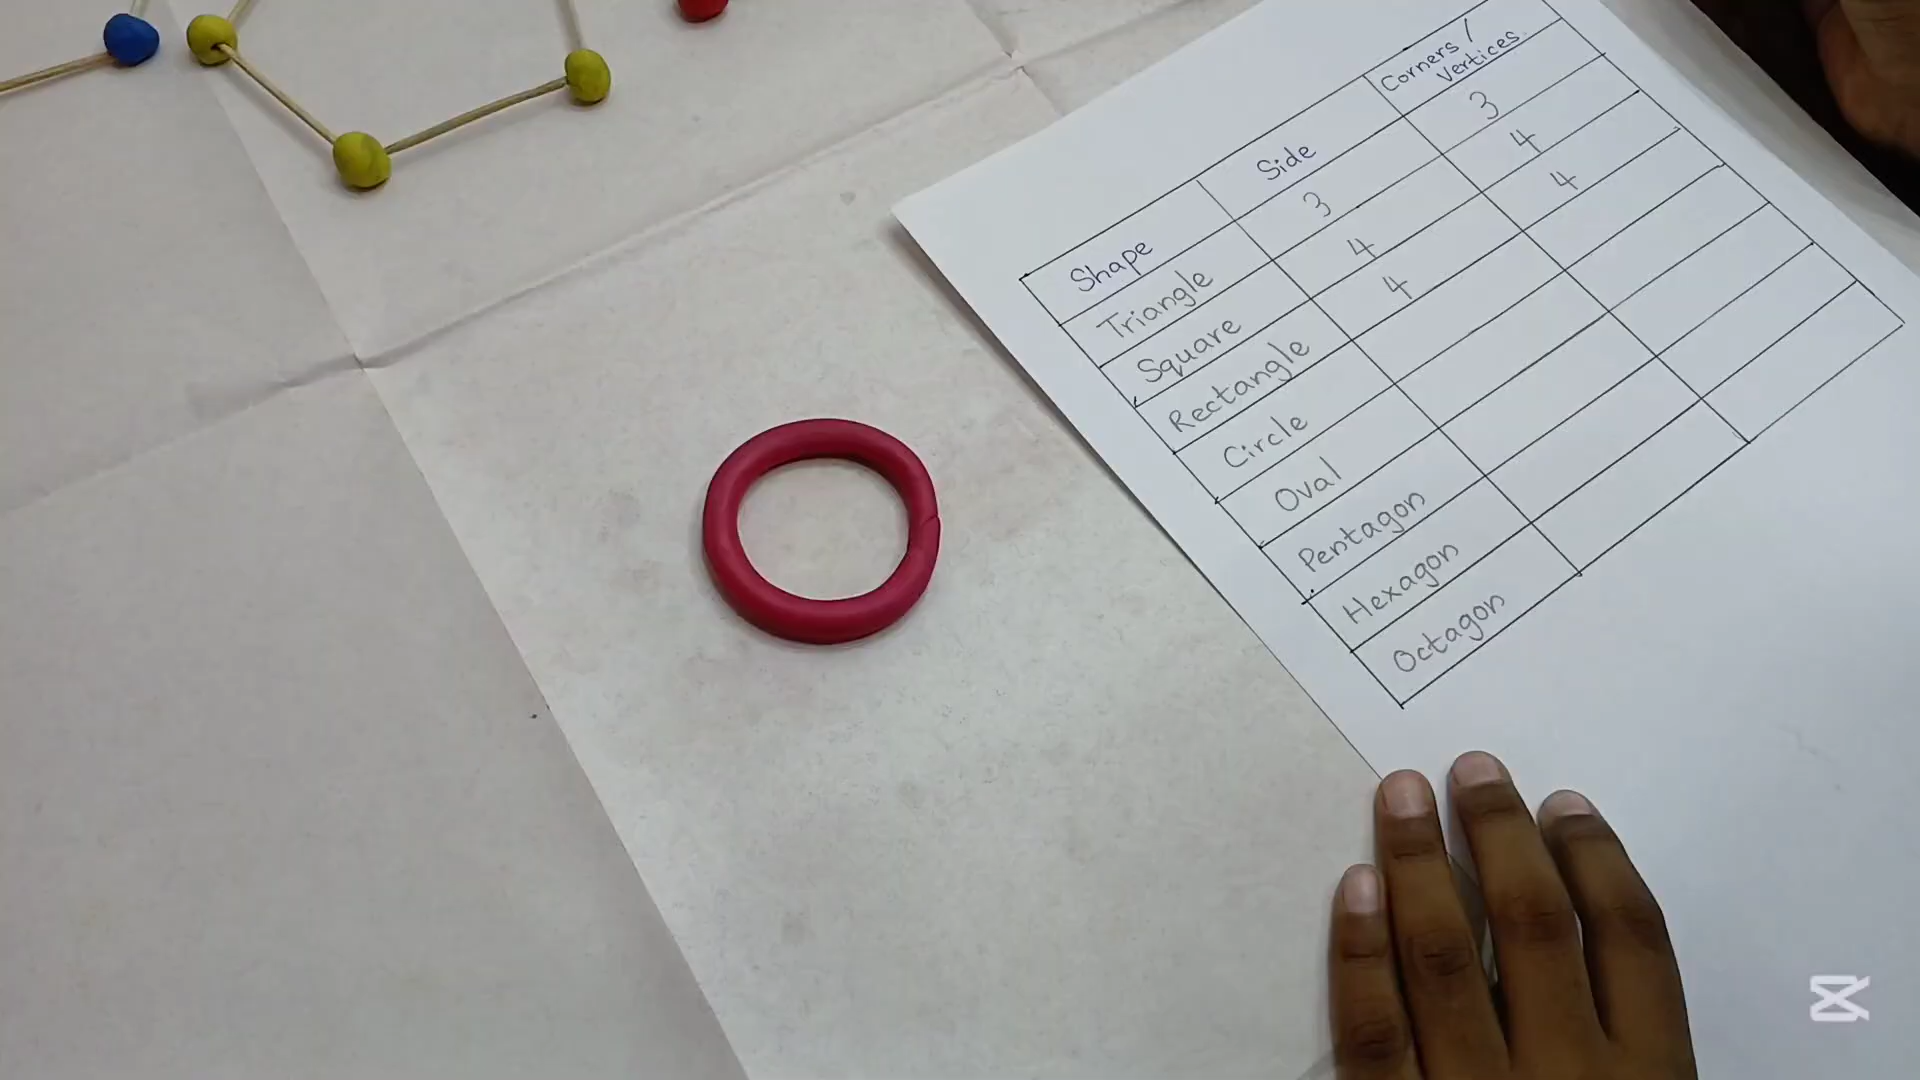 Shape Side Corners /
Vertices.
Triangle 3 3
Square 4 4
Rectangle 4 4
Circle
Oval
Pentagon
Hexagon
Octagon